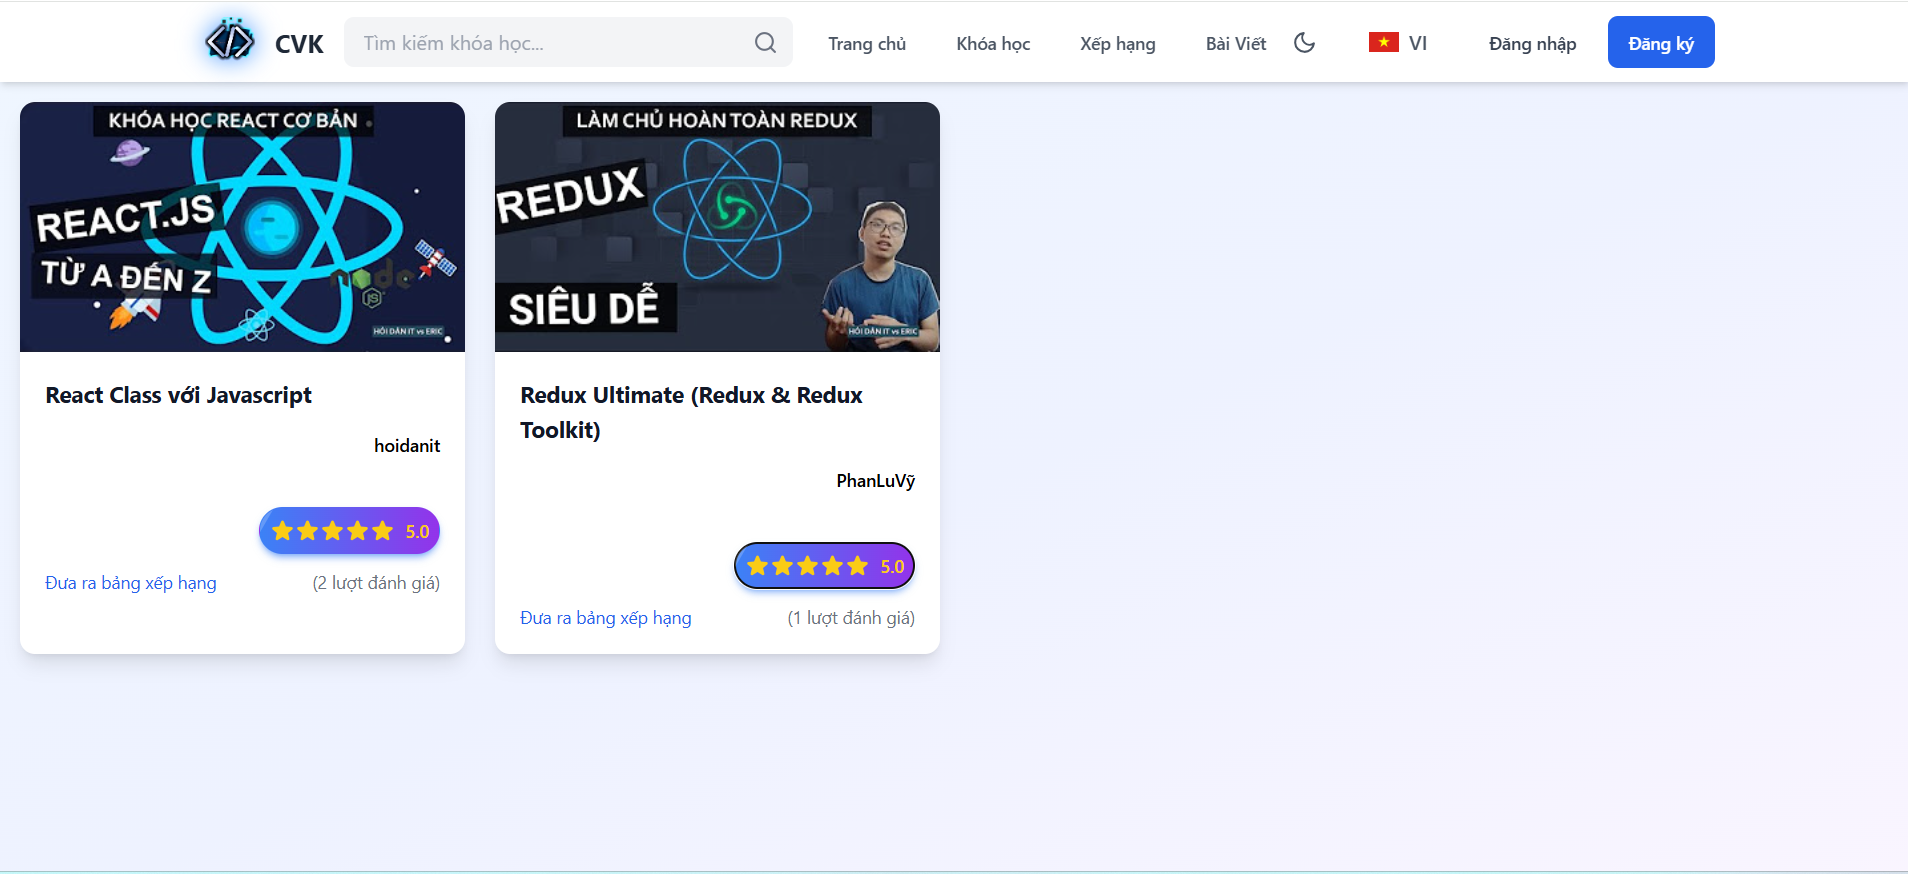 CVK
Tìm kiếm khóa học...
Trang chủ
Khóa học
Xếp hạng
Bài Viết
VI
Đăng nhập
Đăng ký
KHÓA HỌC REACT CƠ BẢN
REACT.JS
TỪ A ĐẾN Z
node
JS
HỎI DÂN IT vs ERIC
React Class với Javascript
hoidanit
5.0
Đưa ra bảng xếp hạng
(2 lượt đánh giá)
LÀM CHỦ HOÀN TOÀN REDUX
REDUX
SIÊU DỄ
HỎI DÂN IT vs ERIC
Redux Ultimate (Redux & Redux
Toolkit)
PhanLuVỹ
5.0
Đưa ra bảng xếp hạng
(1 lượt đánh giá)